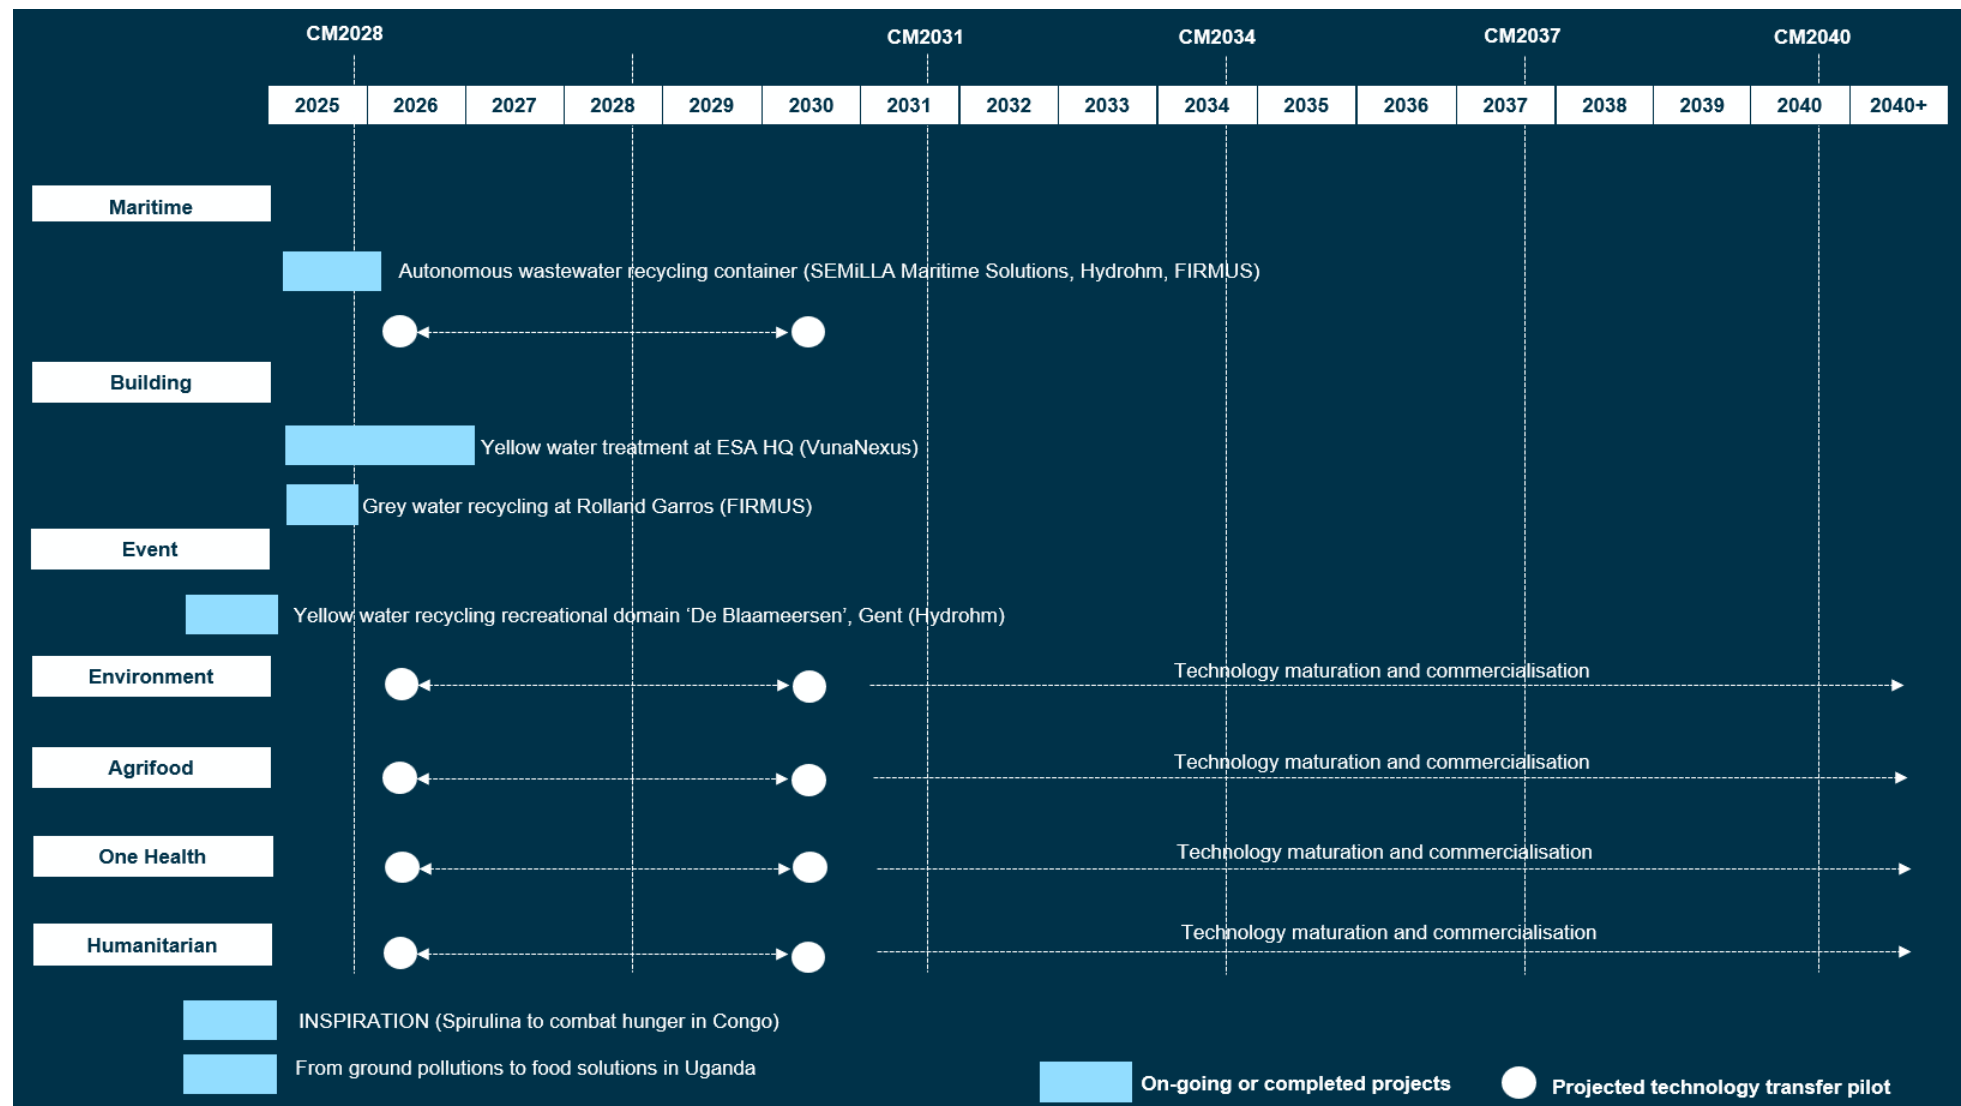 CM2028 CM2031 CM2034 CM2037 CM2040
2025 2026 2027 2028 2029 2030 2031 2032 2033 2034 2035 2036 2037 2038 2039 2040 2040+
Maritime
Autonomous wastewater recycling container (SEMiLLA Maritime Solutions, Hydrohm, FIRMUS)
Building
Yellow water treatment at ESA HQ (VunaNexus)
Grey water recycling at Rolland Garros (FIRMUS)
Event
Yellow water recycling recreational domain ‘De Blaameersen’, Gent (Hydrohm)
Environment
Technology maturation and commercialisation
Agrifood
Technology maturation and commercialisation
One Health
Technology maturation and commercialisation
Humanitarian
Technology maturation and commercialisation
INSPIRATION (Spirulina to combat hunger in Congo)
From ground pollutions to food solutions in Uganda
On-going or completed projects
Projected technology transfer pilot